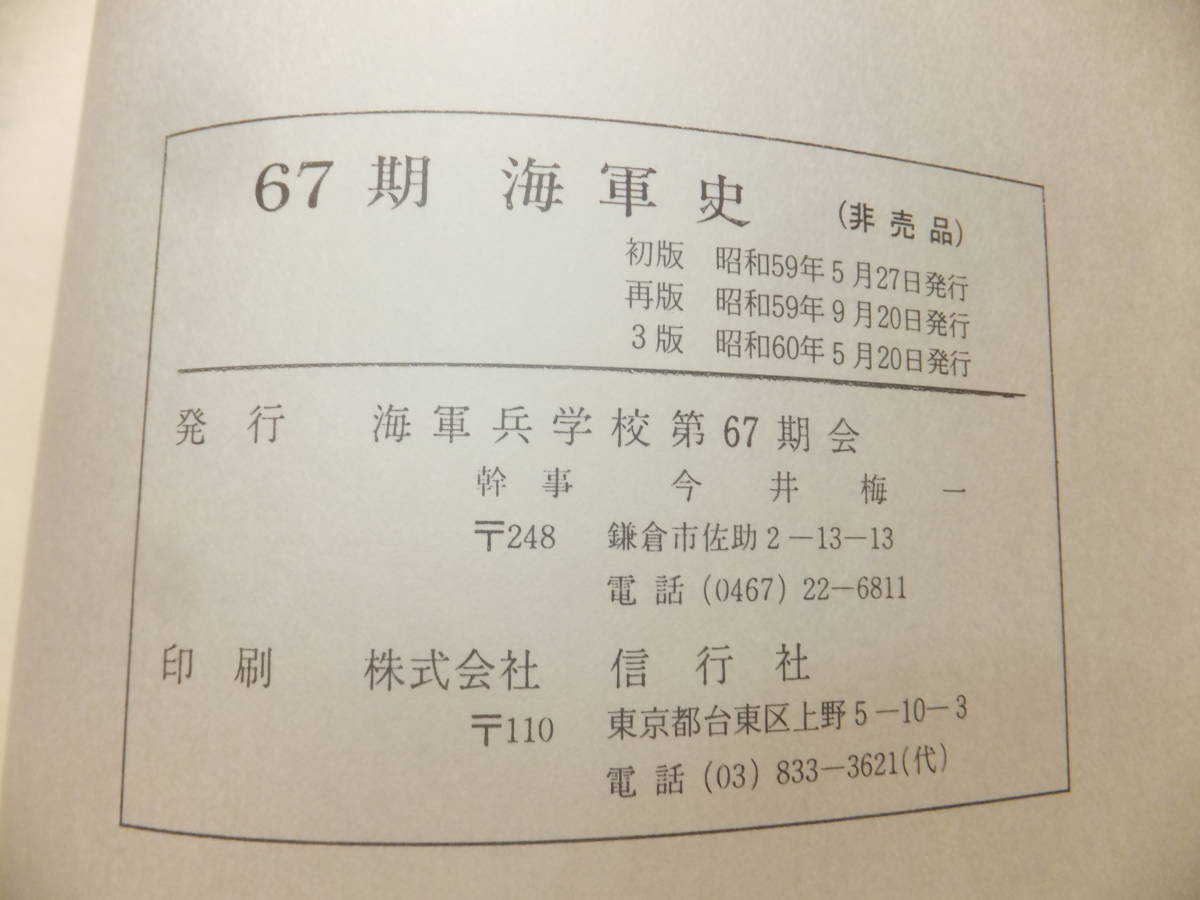 67期 海軍史 (非売品)
初版 昭和59年5月27日発行
再版 昭和59年9月20日発行
3版 昭和60年5月20日発行
発行 海軍兵学校第67期会
幹事 今井梅一
〒248 鎌倉市佐助2-13-13
電話 (0467) 22-6811
印刷 株式会社 信行社
〒110 東京都台東区上野5-10-3
電話 (03) 833-3621(代)